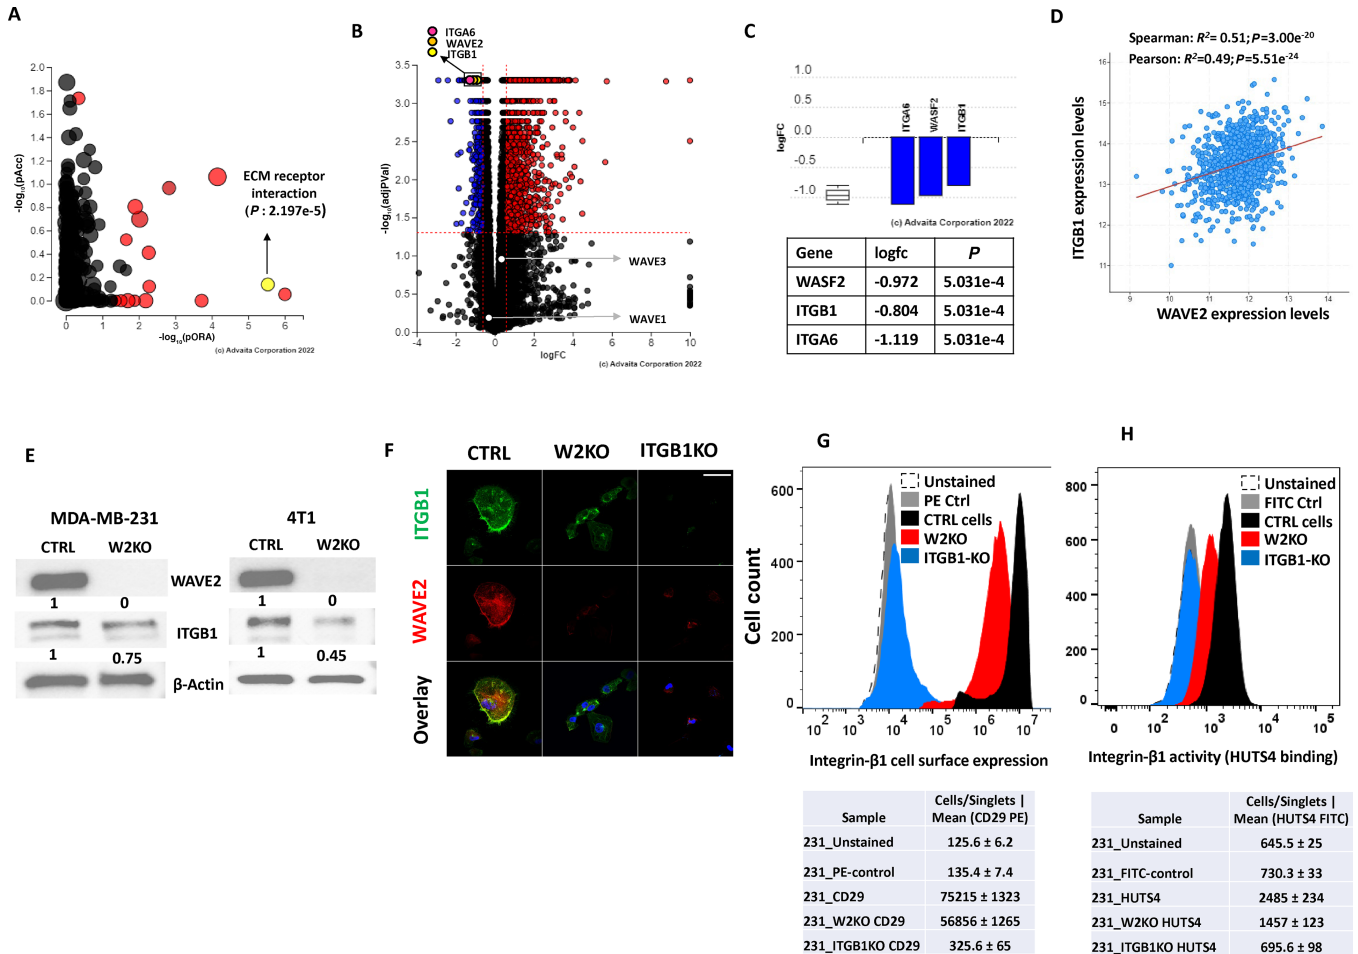 A
2.0
1.8
1.6
1.4
1.2
1.0
0.8
0.6
0.4
0.2
0.0
-log₁₀(pAcc)
0 1 2 3 4 5 6
-log₁₀(pORA)
(c) Advaita Corporation 2022
ECM receptor
interaction
(P : 2.197e-5)
B
ITGA6
WAVE2
ITGB1
3.5
3.0
2.5
2.0
1.5
1.0
0.5
0.0
-log₁₀(adjPVal)
WAVE3
WAVE1
-4 -2 0 2 4 6 8 10
logFC
(c) Advaita Corporation 2022
C
1.0
0.5
0.0
-0.5
-1.0
logFC
ITGA6
WASF2
ITGB1
(c) Advaita Corporation 2022
Gene logfc P
WASF2 -0.972 5.031e-4
ITGB1 -0.804 5.031e-4
ITGA6 -1.119 5.031e-4
D
Spearman: R²= 0.51; P=3.00e⁻²⁰
Pearson: R²=0.49; P=5.51e⁻²⁴
16
15
14
13
12
11
ITGB1 expression levels
9 10 11 12 13 14
WAVE2 expression levels
E
MDA-MB-231 4T1
CTRL W2KO CTRL W2KO
WAVE2
1 0 1 0
ITGB1
1 0.75 1 0.45
β-Actin
F
CTRL W2KO ITGB1KO
ITGB1
WAVE2
Overlay
G
Unstained
PE Ctrl
CTRL cells
W2KO
ITGB1-KO
600
400
200
0
Cell count
10² 10³ 10⁴ 10⁵ 10⁶ 10⁷
Integrin-β1 cell surface expression
Sample Cells/Singlets |
Mean (CD29 PE)
231_Unstained 125.6 ± 6.2
231_PE-control 135.4 ± 7.4
231_CD29 75215 ± 1323
231_W2KO CD29 56856 ± 1265
231_ITGB1KO CD29 325.6 ± 65
H
Unstained
FITC Ctrl
CTRL cells
W2KO
ITGB1-KO
800
600
400
200
0
0 10² 10³ 10⁴ 10⁵
Integrin-β1 activity (HUTS4 binding)
Sample Cells/Singlets |
Mean (HUTS4 FITC)
231_Unstained 645.5 ± 25
231_FITC-control 730.3 ± 33
231_HUTS4 2485 ± 234
231_W2KO HUTS4 1457 ± 123
231_ITGB1KO HUTS4 695.6 ± 98